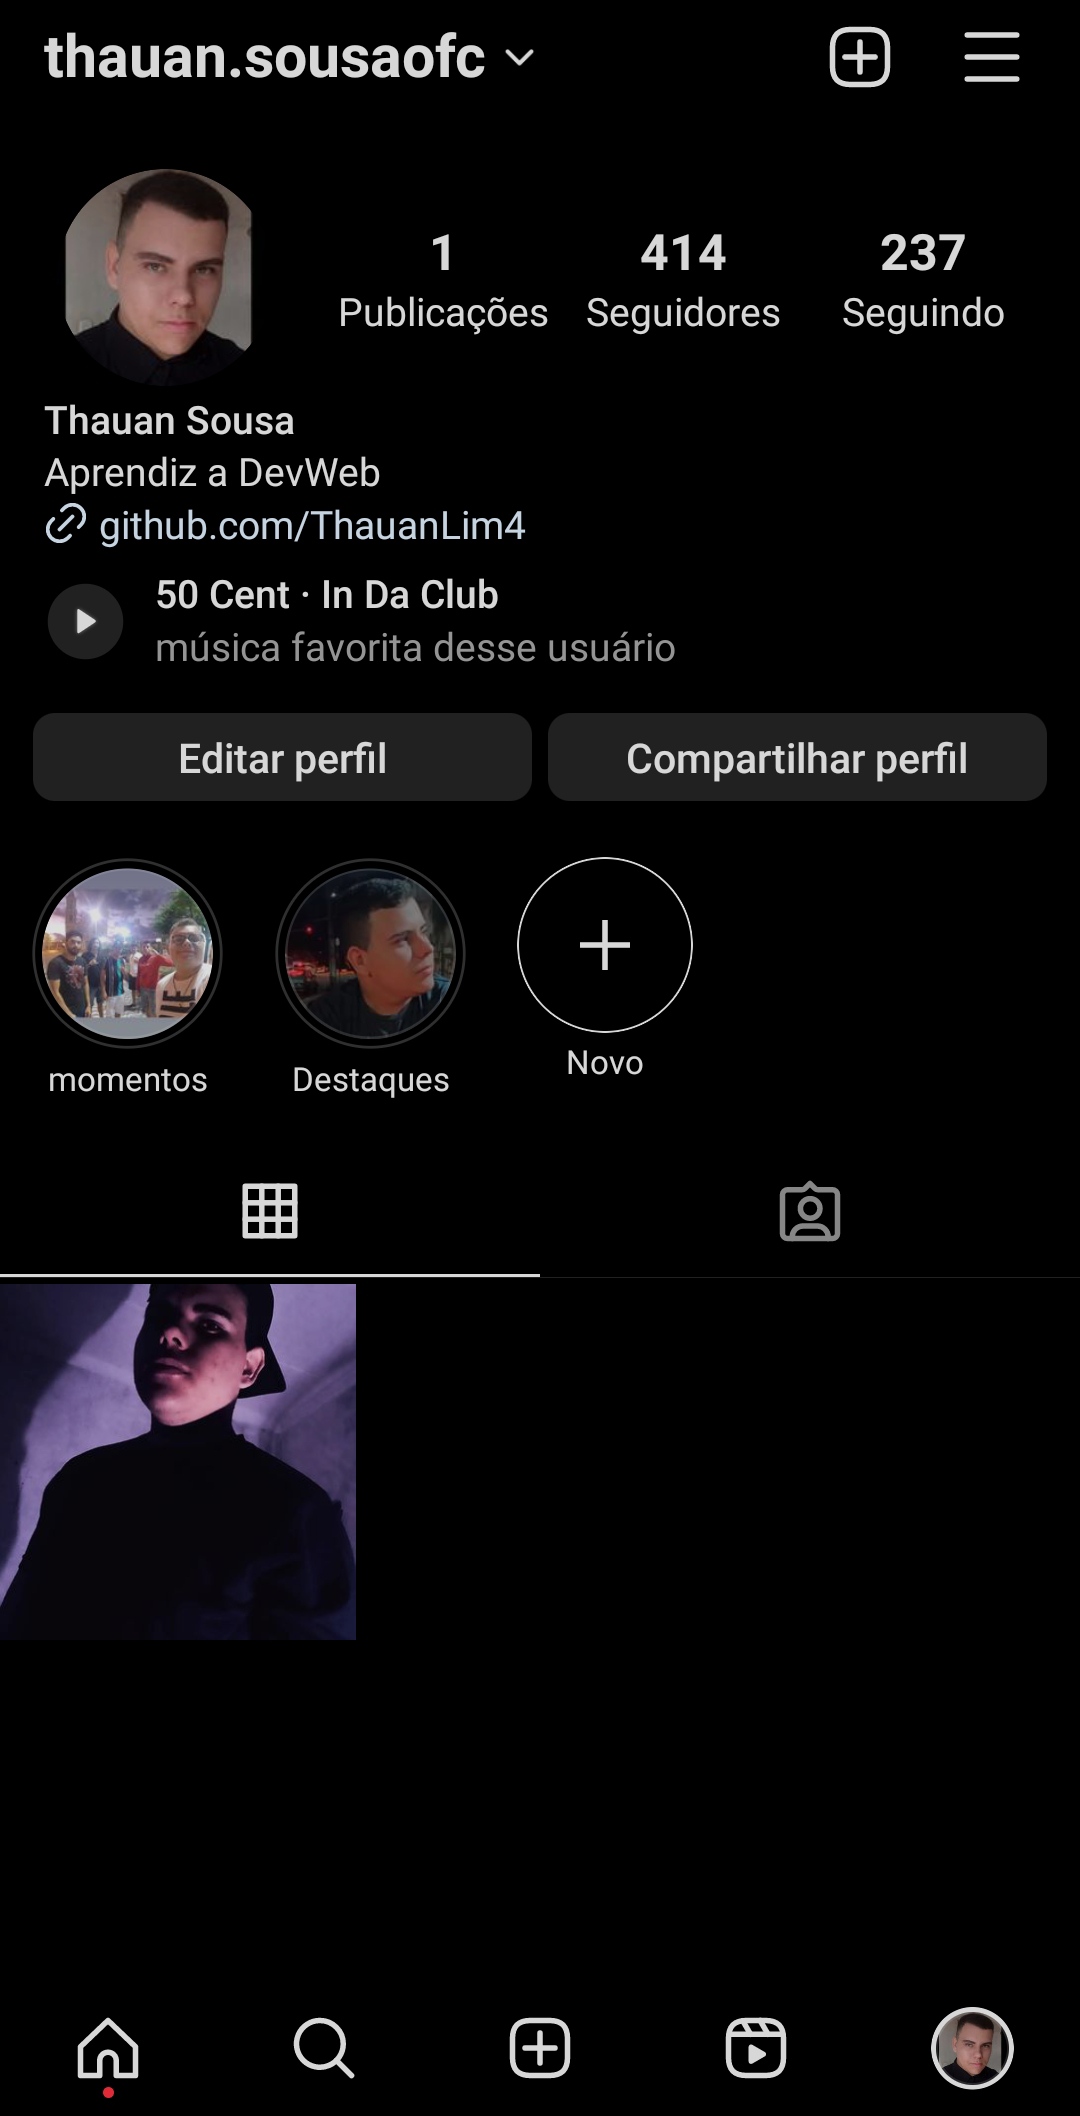 thauan.sousaofc
1 414 237
Publicações Seguidores Seguindo
Thauan Sousa
Aprendiz a DevWeb
github.com/ThauanLim4
50 Cent · In Da Club
música favorita desse usuário
Editar perfil Compartilhar perfil
momentos Destaques Novo